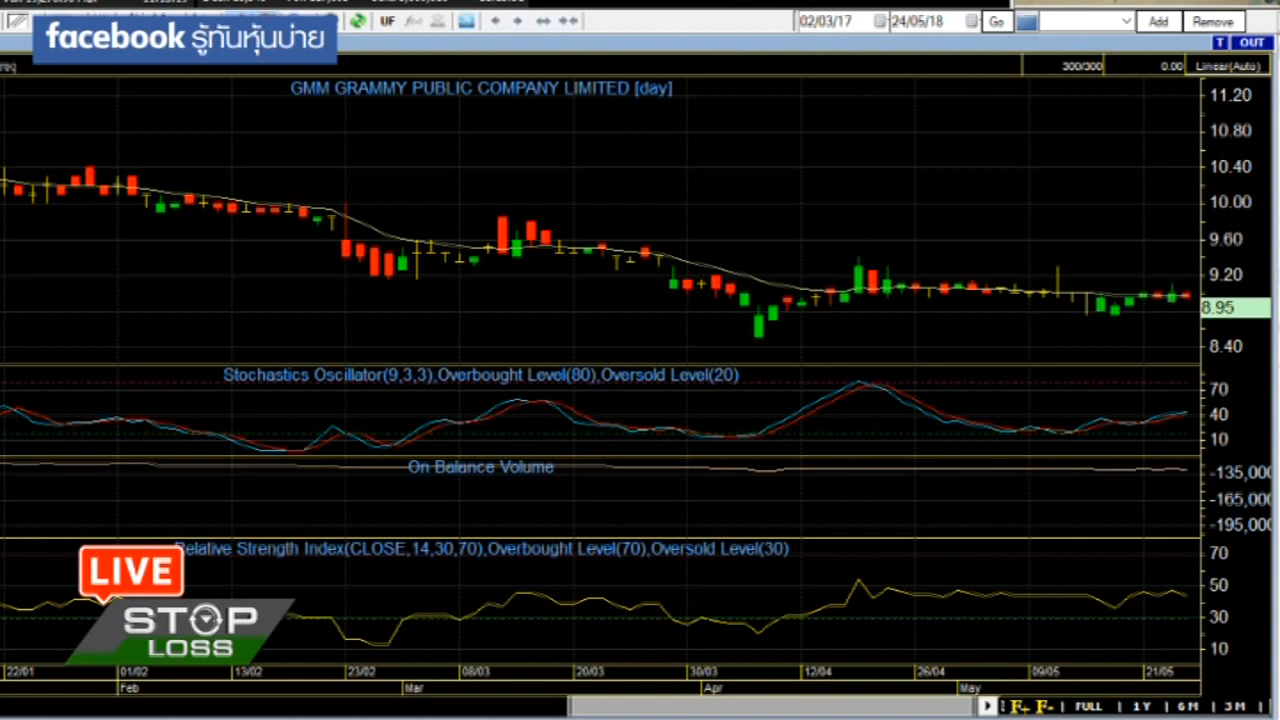 UF
02/03/17
24/05/18
Go
Add
Remove
facebook รู้ทันหุ้นบ่าย
T OUT
300/300 0.00 Linear(Auto)
GMM GRAMMY PUBLIC COMPANY LIMITED [day]
11.20
10.80
10.40
10.00
9.60
9.20
8.95
8.40
Stochastics Oscillator(9,3,3),Overbought Level(80),Oversold Level(20)
70
40
10
On Balance Volume
-135,000
-165,000
-195,000
Relative Strength Index(CLOSE,14,30,70),Overbought Level(70),Oversold Level(30)
70
50
30
10
LIVE
STOP
LOSS
22/01 01/02 13/02 23/02 08/03 20/03 30/03 12/04 26/04 09/05 21/05
Feb Mar Apr May
F+ F- | FULL | 1Y | 6M | 3M |